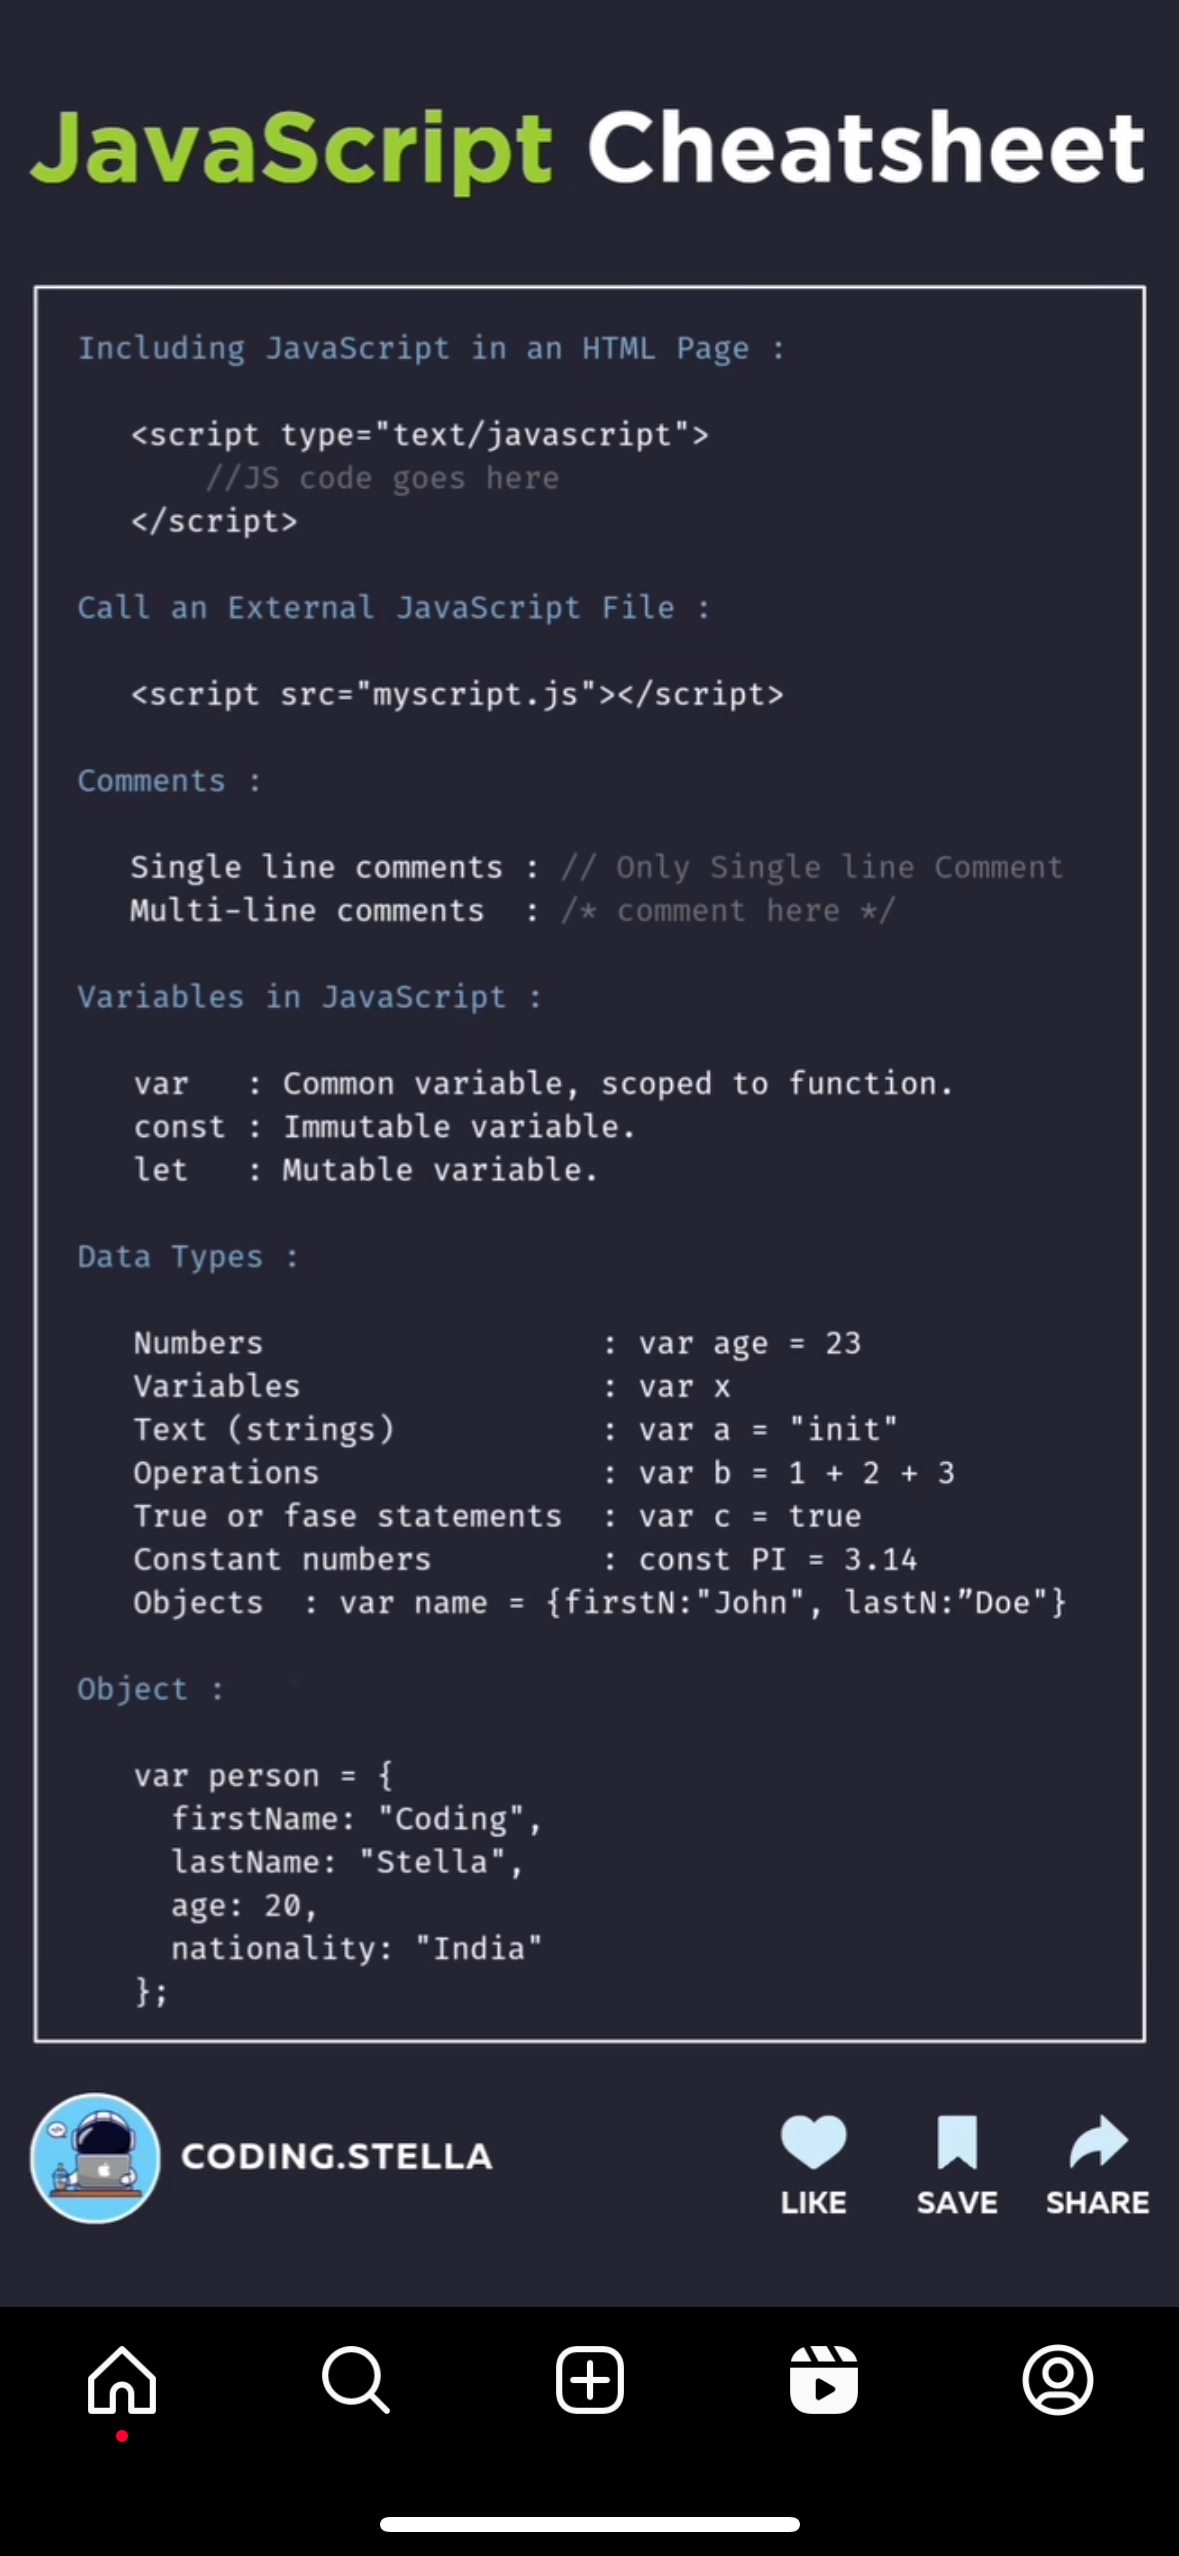 JavaScript Cheatsheet
Including JavaScript in an HTML Page :
<script type="text/javascript">
//JS code goes here
</script>
Call an External JavaScript File :
<script src="myscript.js"></script>
Comments :
Single line comments : // Only Single line Comment
Multi-line comments : /* comment here */
Variables in JavaScript :
var : Common variable, scoped to function.
const : Immutable variable.
let : Mutable variable.
Data Types :
Numbers : var age = 23
Variables : var x
Text (strings) : var a = "init"
Operations : var b = 1 + 2 + 3
True or fase statements : var c = true
Constant numbers : const PI = 3.14
Objects : var name = {firstN:"John", lastN:”Doe"}
Object :
var person = {
firstName: "Coding",
lastName: "Stella",
age: 20,
nationality: "India"
};
CODING.STELLA
LIKE SAVE SHARE